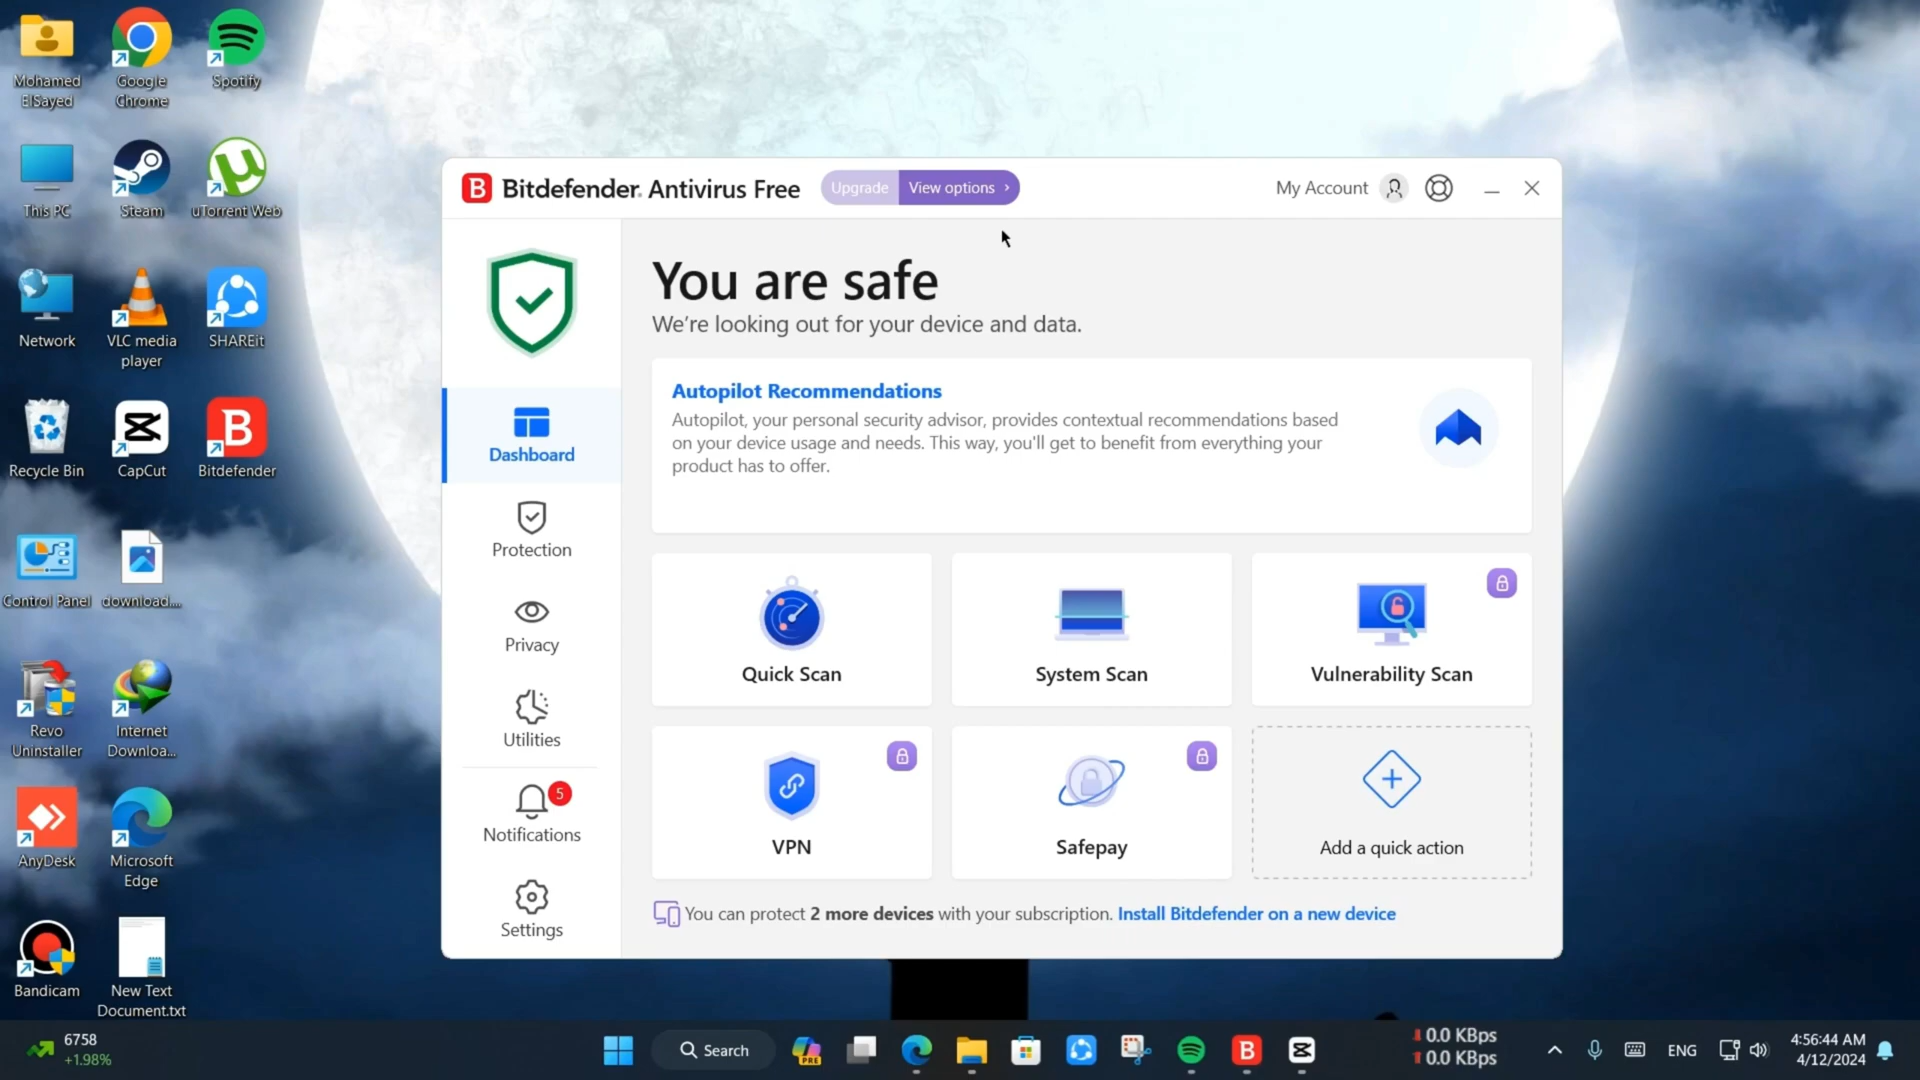 Mohamed
ElSayed
Google
Chrome
Spotify
This PC
Steam
uTorrent Web
Network
VLC media
player
SHAREit
Recycle Bin
CapCut
Bitdefender
Control Panel
download....
Revo
Uninstaller
Internet
Downloa...
AnyDesk
Microsoft
Edge
Bandicam
New Text
Document.txt
B Bitdefender Antivirus Free
Upgrade
View options ›
My Account
Dashboard
Protection
Privacy
Utilities
5
Notifications
Settings
You are safe
We're looking out for your device and data.
Autopilot Recommendations
Autopilot, your personal security advisor, provides contextual recommendations based
on your device usage and needs. This way, you'll get to benefit from everything your
product has to offer.
Quick Scan
System Scan
Vulnerability Scan
VPN
Safepay
Add a quick action
You can protect 2 more devices with your subscription. Install Bitdefender on a new device
6758
+1.98%
Search
PRE
B
0.0 KBps
0.0 KBps
ENG
4:56:44 AM
4/12/2024